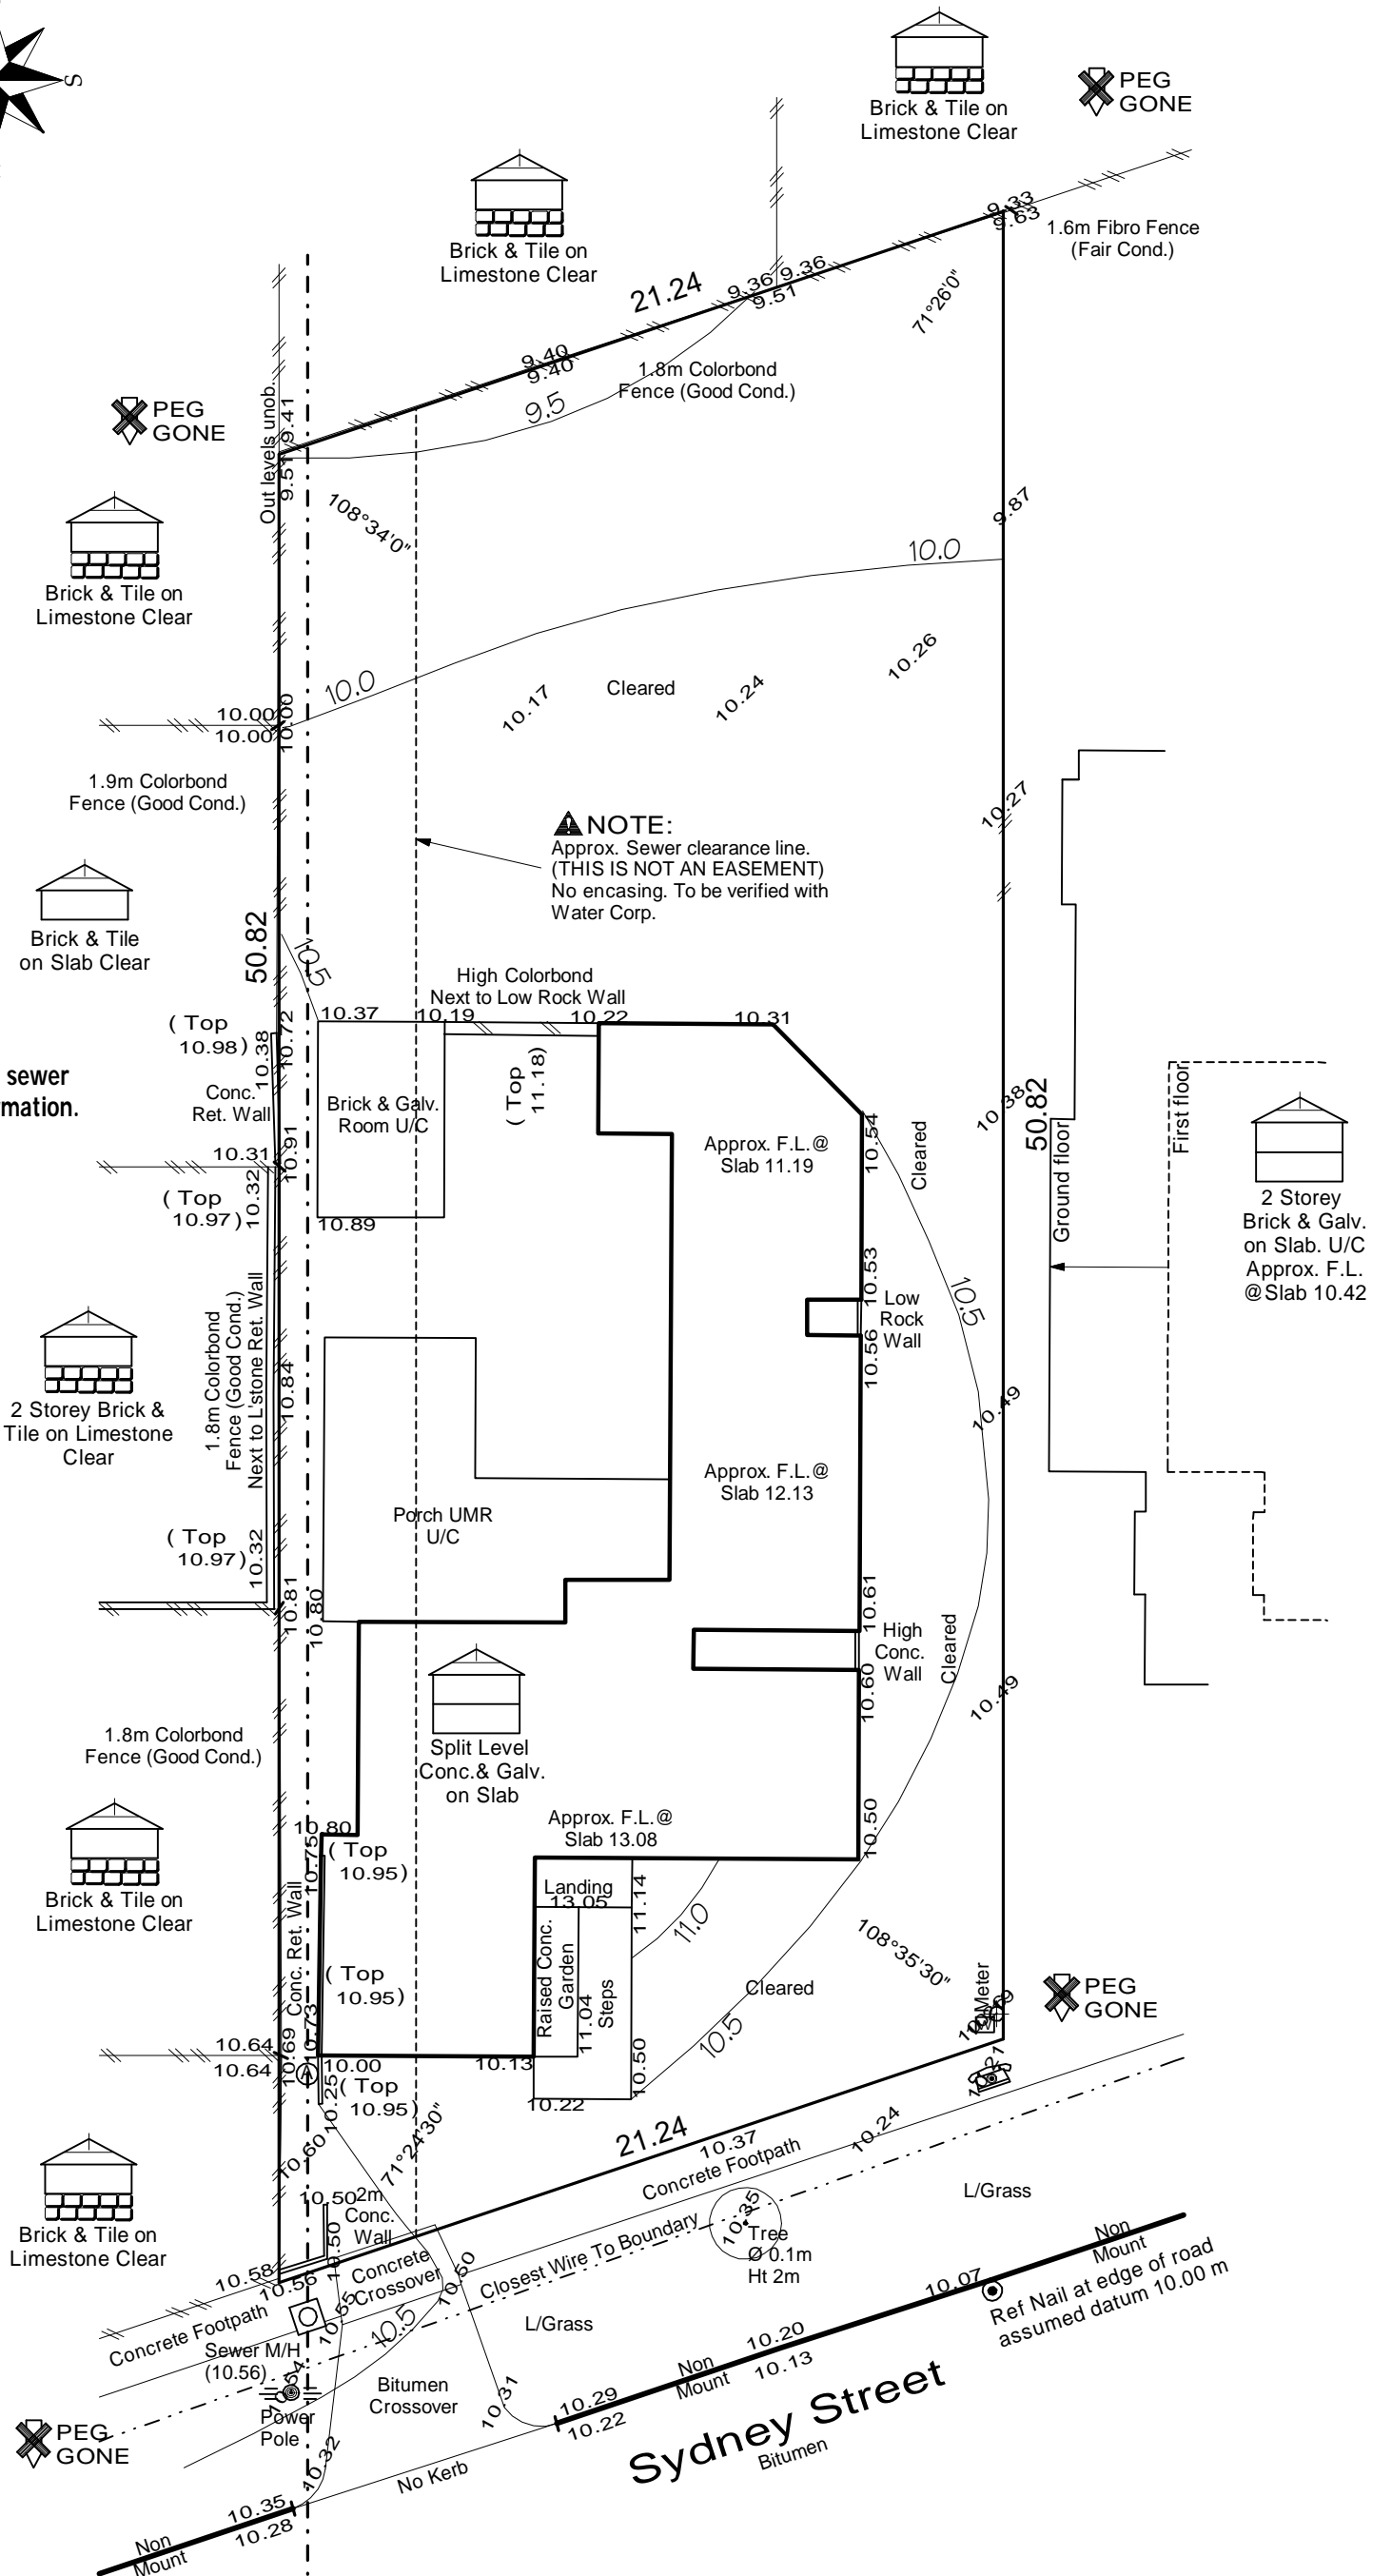 S
Brick & Tile on
Limestone Clear
PEG
GONE
Brick & Tile on
Limestone Clear
9.33
9.63
1.6m Fibro Fence
(Fair Cond.)
21.24
9.36
9.36
9.51
71°26'0"
9.40
9.40
1.8m Colorbond
Fence (Good Cond.)
9.5
PEG
GONE
Out levels unob.
9.41
9.51
108°34'0"
9.87
Brick & Tile on
Limestone Clear
10.0
10.0
10.26
Cleared
10.17
10.24
10.00
10.00
10.00
1.9m Colorbond
Fence (Good Cond.)
10.27
NOTE:
Approx. Sewer clearance line.
(THIS IS NOT AN EASEMENT)
No encasing. To be verified with
Water Corp.
Brick & Tile
on Slab Clear
50.82
10.5
High Colorbond
Next to Low Rock Wall
10.37
10.19
10.22
10.31
( Top
10.98)
10.38
10.72
sewer
rmation.
Conc.
Ret. Wall
Brick & Galv.
Room U/C
( Top
11.18)
10.38
50.82
First floor
Ground floor
Approx. F.L.@
Slab 11.19
10.54
Cleared
10.31
10.91
( Top
10.97)
10.32
10.89
2 Storey
Brick & Galv.
on Slab. U/C
Approx. F.L.
@Slab 10.42
10.53
Low
Rock
Wall
10.56
10.5
1.8m Colorbond
Fence (Good Cond.)
Next to L'stone Ret. Wall
10.84
2 Storey Brick &
Tile on Limestone
Clear
10.49
Approx. F.L.@
Slab 12.13
Porch UMR
U/C
( Top
10.97)
10.32
10.81
10.80
10.61
High
Conc.
Wall
10.60
Cleared
10.49
1.8m Colorbond
Fence (Good Cond.)
Split Level
Conc.& Galv.
on Slab
Approx. F.L.@
Slab 13.08
10.50
10.80
10.75
( Top
10.95)
Brick & Tile on
Limestone Clear
Landing
13.05
11.14
11.0
108°35'30"
Conc. Ret. Wall
( Top
10.95)
Raised Conc.
Garden
11.04
Steps
Cleared
Meter
PEG
GONE
10.5
10.64
10.64
10.69
10.73
A
10.00
10.13
10.50
10.25
( Top
10.95)
10.22
10.21
71°24'30"
10.60
21.24
10.37
10.24
Concrete Footpath
L/Grass
Brick & Tile on
Limestone Clear
10.50
2m
Conc.
Wall
10.50
10.35
Tree
Ø 0.1m
Ht 2m
Non
Mount
10.58
10.56
Concrete
Crossover
10.50
Closest Wire To Boundary
10.07
Ref Nail at edge of road
assumed datum 10.00 m
Concrete Footpath
10.55
10.5
L/Grass
Sewer M/H
(10.56)
10.54
Power
Pole
Bitumen
Crossover
10.31
10.20
10.13
Non
Mount
10.29
10.22
Sydney Street
Bitumen
PEG
GONE
10.32
No Kerb
10.35
10.28
Non
Mount